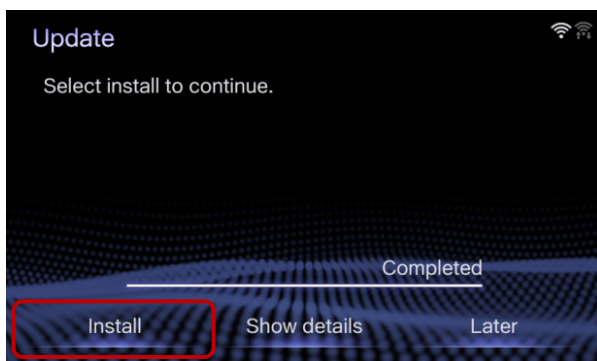 Update
Select install to continue.
Completed
Install Show details Later